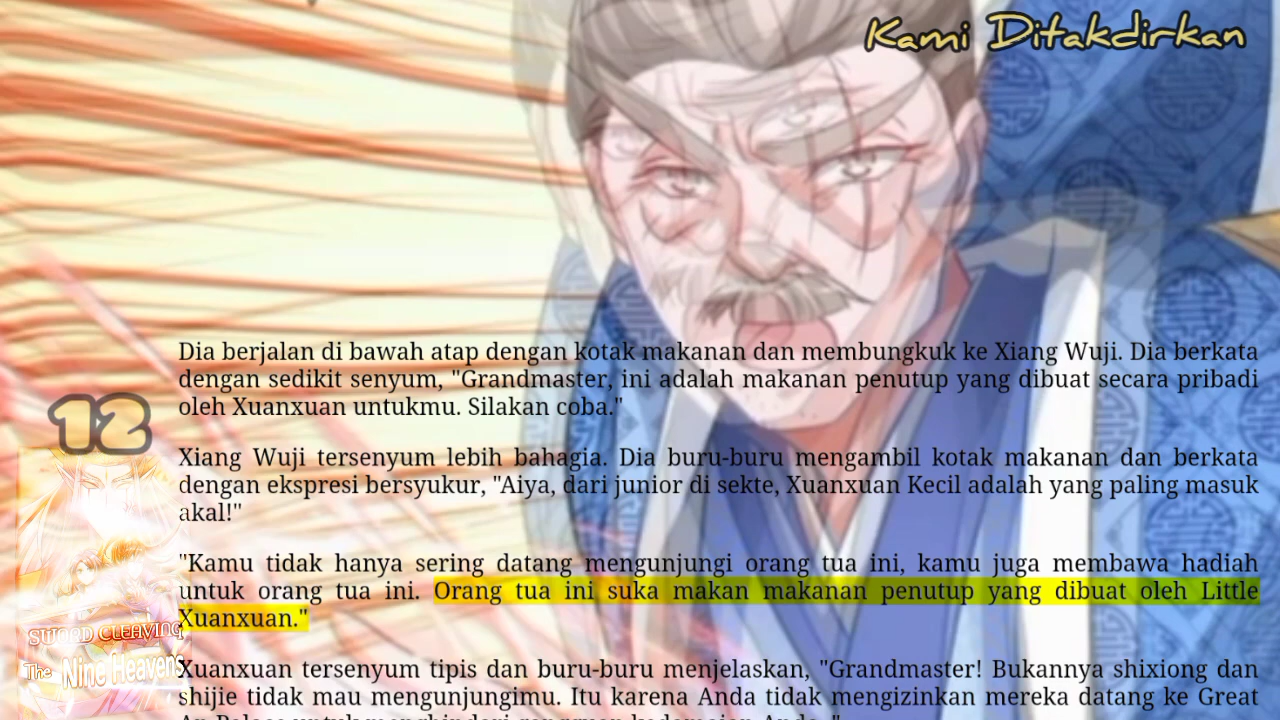 Kami Ditakdirkan
Dia berjalan di bawah atap dengan kotak makanan dan membungkuk ke Xiang Wuji. Dia berkata
dengan sedikit senyum, "Grandmaster, ini adalah makanan penutup yang dibuat secara pribadi
oleh Xuanxuan untukmu. Silakan coba."
12
Xiang Wuji tersenyum lebih bahagia. Dia buru-buru mengambil kotak makanan dan berkata
dengan ekspresi bersyukur, "Aiya, dari junior di sekte, Xuanxuan Kecil adalah yang paling masuk
akal!"
"Kamu tidak hanya sering datang mengunjungi orang tua ini, kamu juga membawa hadiah
untuk orang tua ini. Orang tua ini suka makan makanan penutup yang dibuat oleh Little
Xuanxuan."
SWORD CLEAVING
The Nine Heavens
Xuanxuan tersenyum tipis dan buru-buru menjelaskan, "Grandmaster! Bukannya shixiong dan
shijie tidak mau mengunjungimu. Itu karena Anda tidak mengizinkan mereka datang ke Great